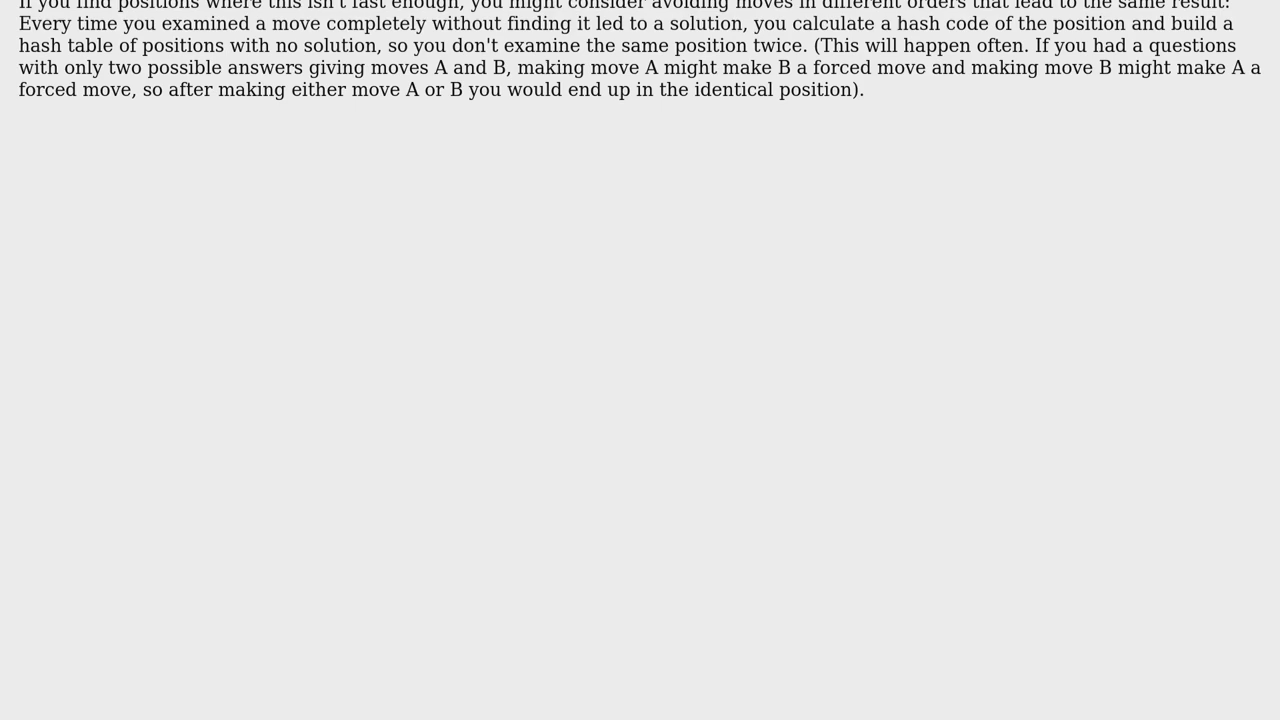 If you find positions where this isn't fast enough, you might consider avoiding moves in different orders that lead to the same result:
Every time you examined a move completely without finding it led to a solution, you calculate a hash code of the position and build a
hash table of positions with no solution, so you don't examine the same position twice. (This will happen often. If you had a questions
with only two possible answers giving moves A and B, making move A might make B a forced move and making move B might make A a
forced move, so after making either move A or B you would end up in the identical position).